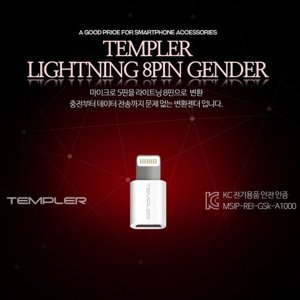 A GOOD PRICE FOR SMARTPHONE ACCESSORIES
TEMPLER
LIGHTNING 8PIN GENDER
마이크로 5핀을 라이트닝 8핀으로 변환
충전부터 데이터 전송까지 문제 없는 변환젠더 입니다.
TEMPLER
TEMPLER
KC 전기용품 안전 인증
MSIP-REI-GSk-A1000